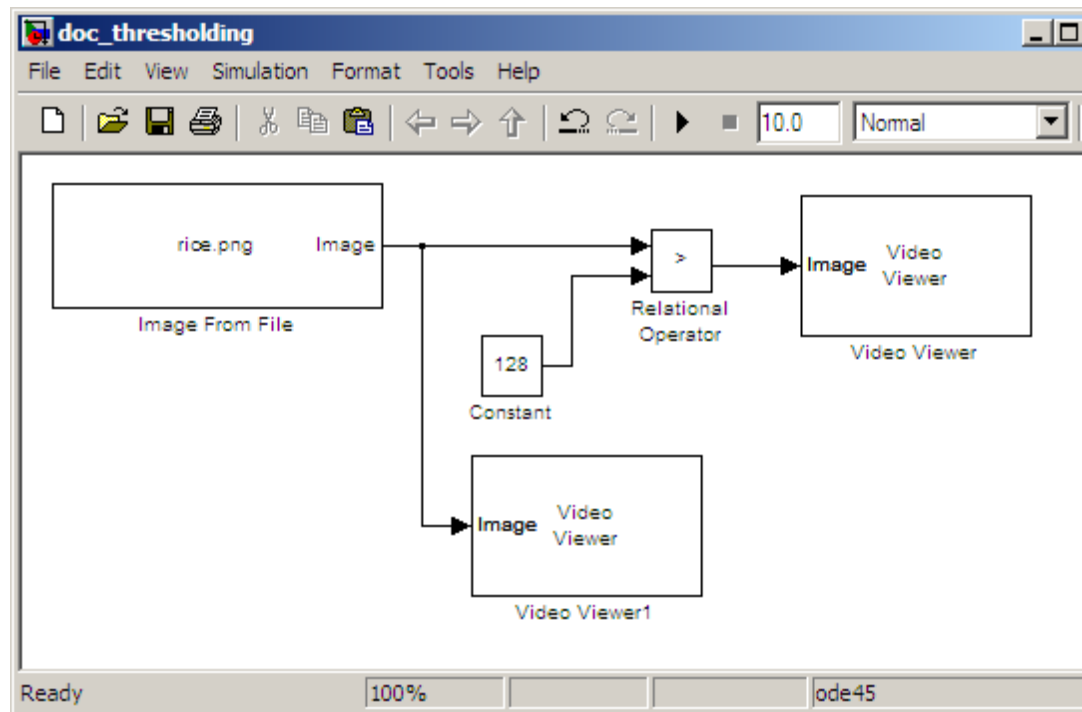 doc_thresholding
File Edit View Simulation Format Tools Help
10.0 Normal
rice.png Image
Image From File
>
Relational
Operator
Image Video
Viewer
Video Viewer
128
Constant
Image Video
Viewer
Video Viewer1
Ready 100% ode45